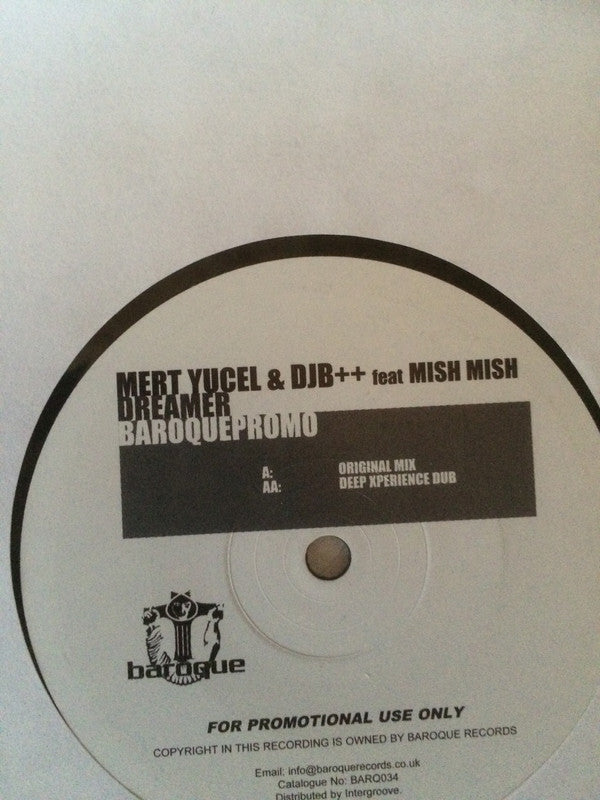 MERT YUCEL & DJB++ feat MISH MISH
DREAMER
BAROQUEPROMO
A: ORIGINAL MIX
AA: DEEP XPERIENCE DUB
baroque
FOR PROMOTIONAL USE ONLY
COPYRIGHT IN THIS RECORDING IS OWNED BY BAROQUE RECORDS
Email: info@baroquerecords.co.uk
Catalogue No: BARQ034
Distributed by Intergroove.